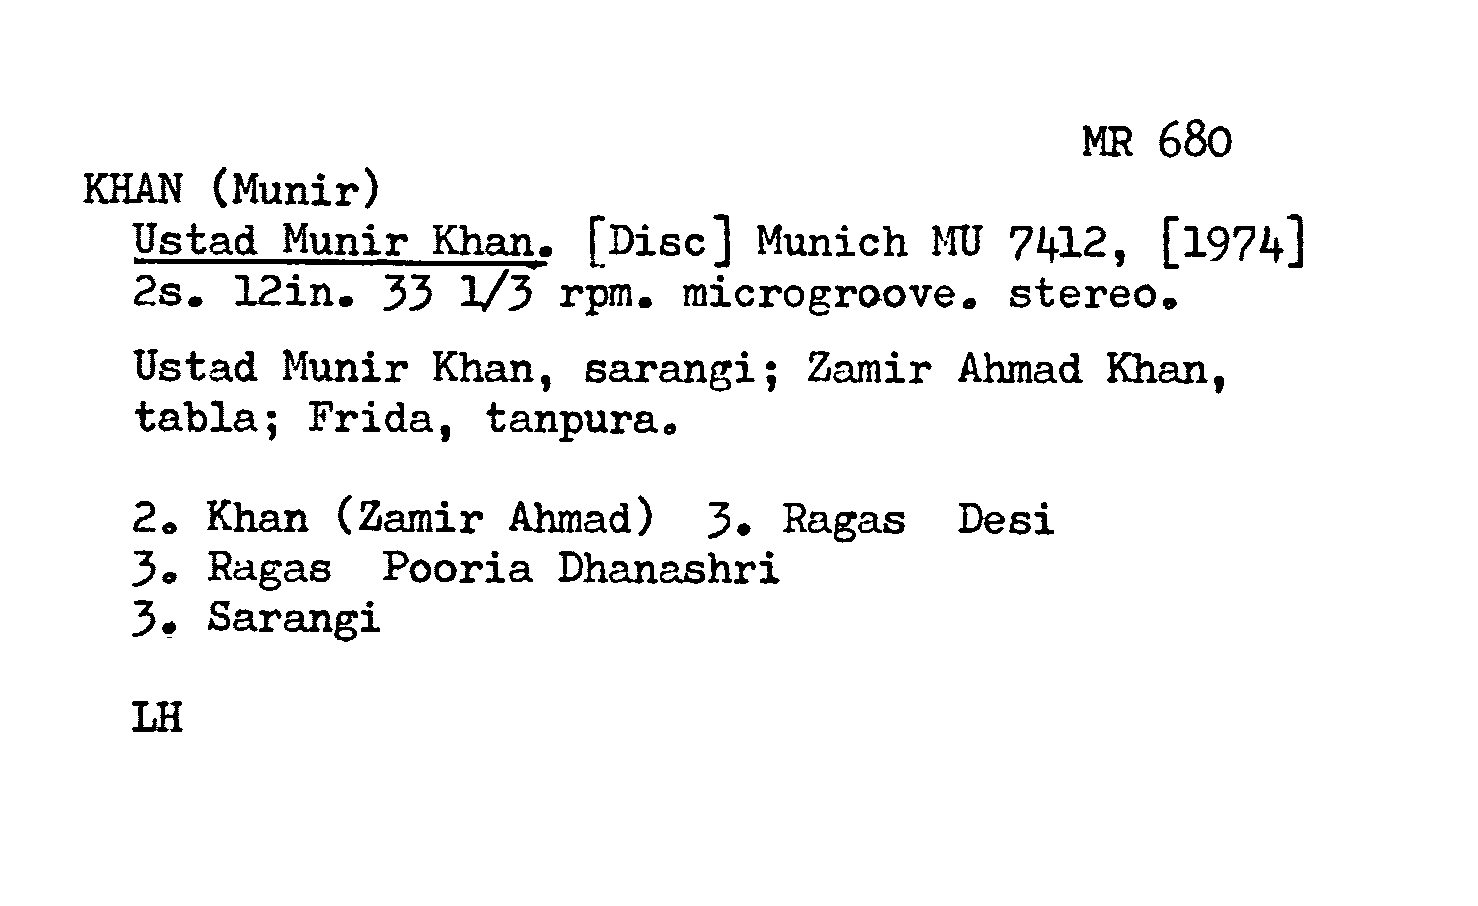 MR 680
KHAN (Munir)
Ustad Munir Khan. [Disc] Munich MU 7412, [1974]
2s. 12in. 33 1/3 rpm. microgroove. stereo.
Ustad Munir Khan, sarangi; Zamir Ahmad Khan,
tabla; Frida, tanpura.
2. Khan (Zamir Ahmad) 3. Ragas Desi
3. Ragas Pooria Dhanashri
3. Sarangi
LH